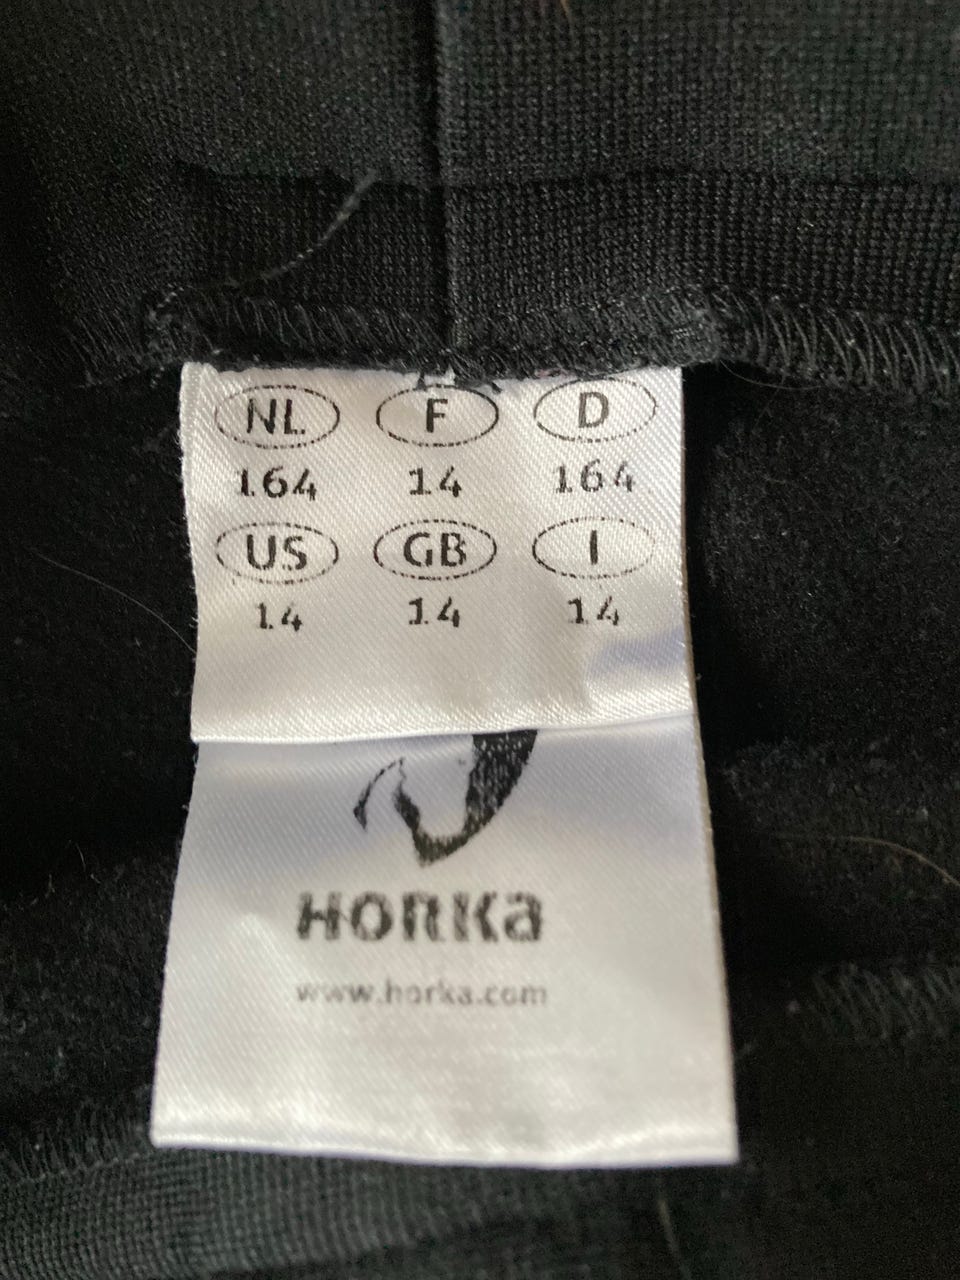 NL F D
164 14 164
US GB I
14 14 14
HORKA
www.horka.com